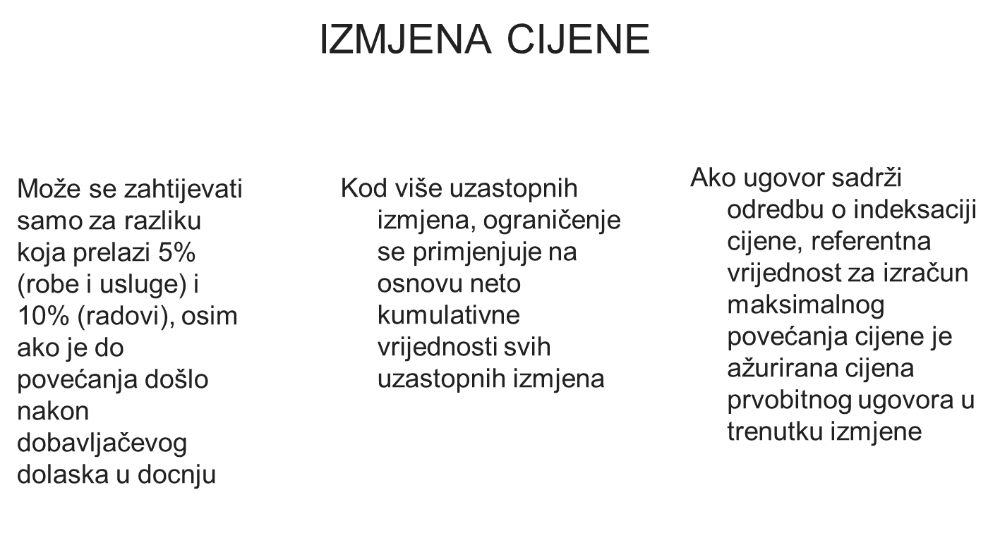 IZMJENA CIJENE
Može se zahtijevati
samo za razliku
koja prelazi 5%
(robe i usluge) i
10% (radovi), osim
ako je do
povećanja došlo
nakon
dobavljačevog
dolaska u docnju
Kod više uzastopnih
izmjena, ograničenje
se primjenjuje na
osnovu neto
kumulativne
vrijednosti svih
uzastopnih izmjena
Ako ugovor sadrži
odredbu o indeksaciji
cijene, referentna
vrijednost za izračun
maksimalnog
povećanja cijene je
ažurirana cijena
prvobitnog ugovora u
trenutku izmjene